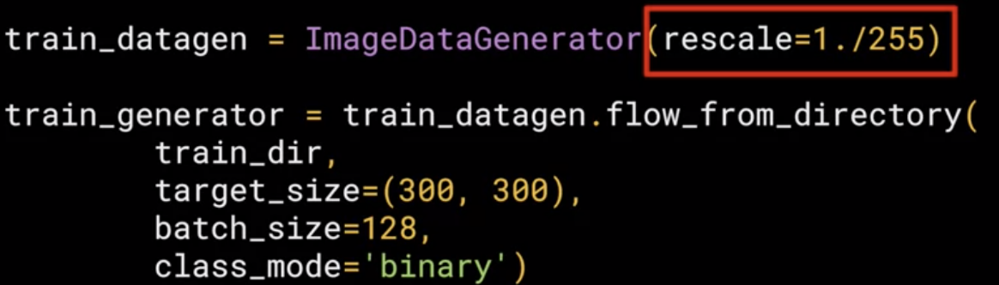 train_datagen = ImageDataGenerator(rescale=1./255)
train_generator = train_datagen.flow_from_directory(
train_dir,
target_size=(300, 300),
batch_size=128,
class_mode='binary')